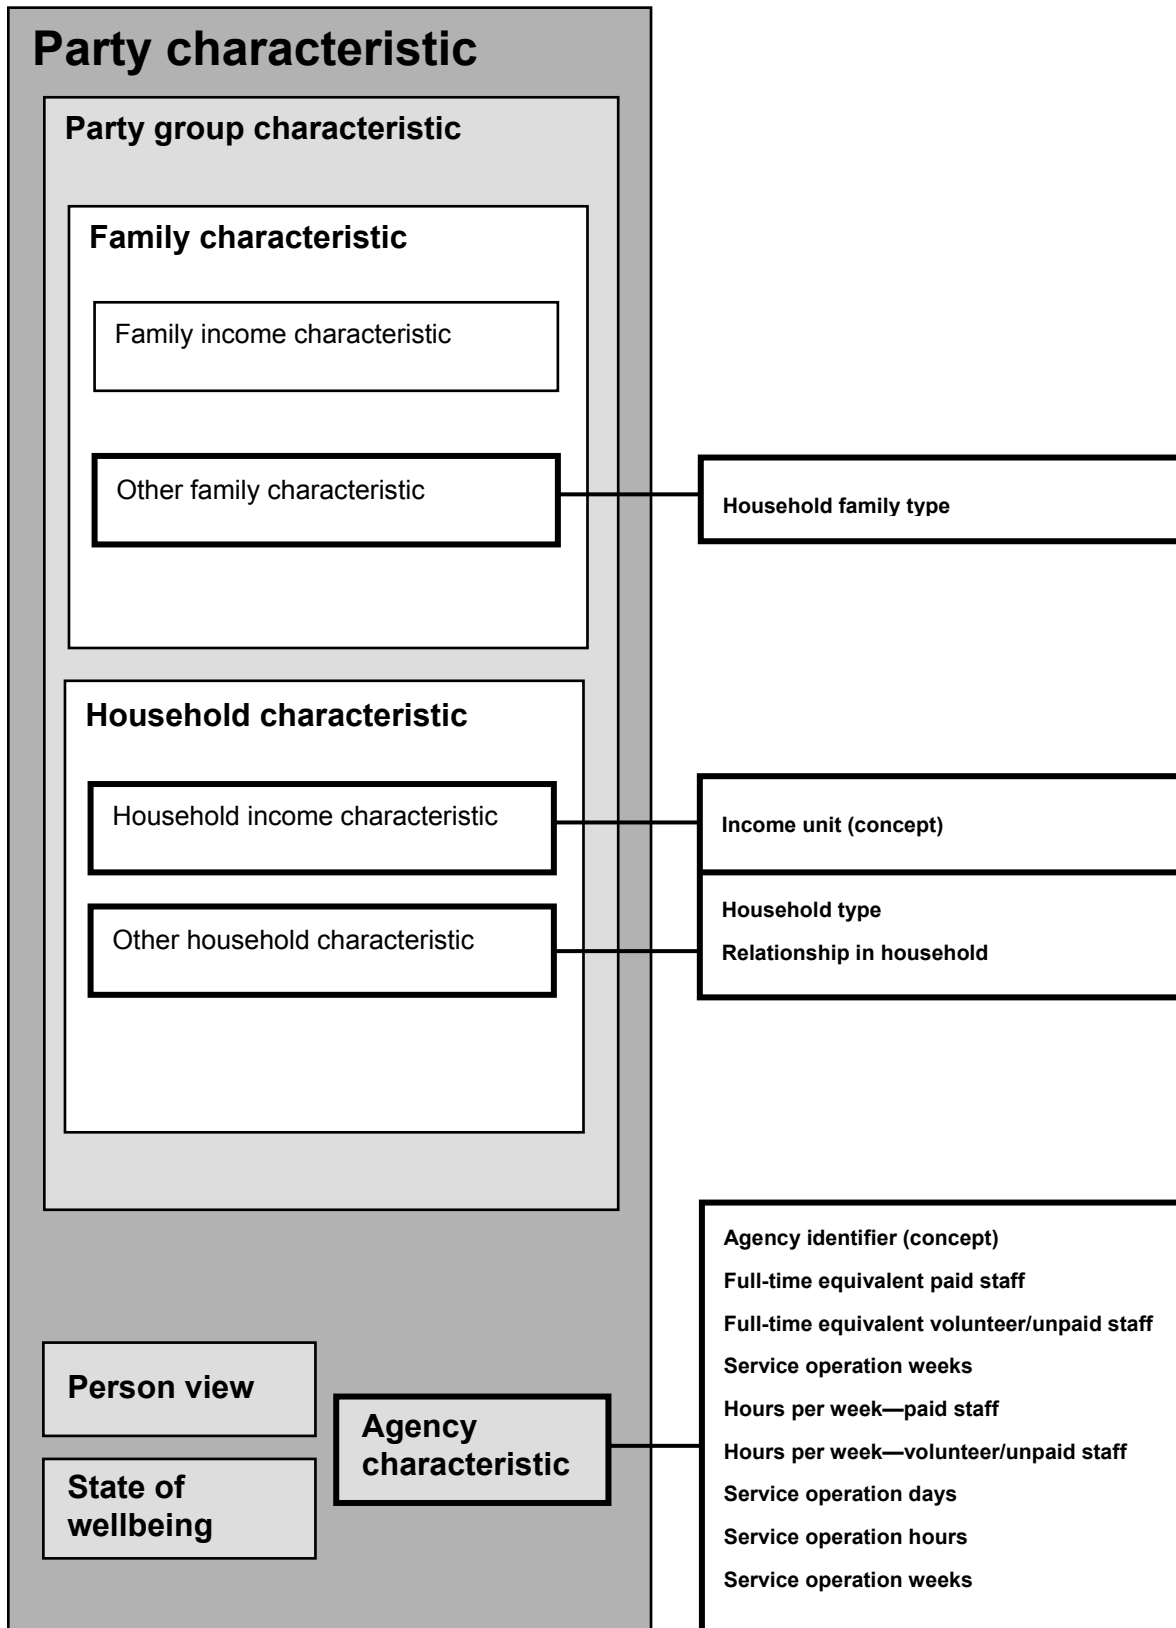 Party characteristic
Party group characteristic
Family characteristic
Family income characteristic
Other family characteristic
Household family type
Household characteristic
Household income characteristic
Income unit (concept)
Other household characteristic
Household type
Relationship in household
Person view
State of
wellbeing
Agency
characteristic
Agency identifier (concept)
Full-time equivalent paid staff
Full-time equivalent volunteer/unpaid staff
Service operation weeks
Hours per week—paid staff
Hours per week—volunteer/unpaid staff
Service operation days
Service operation hours
Service operation weeks